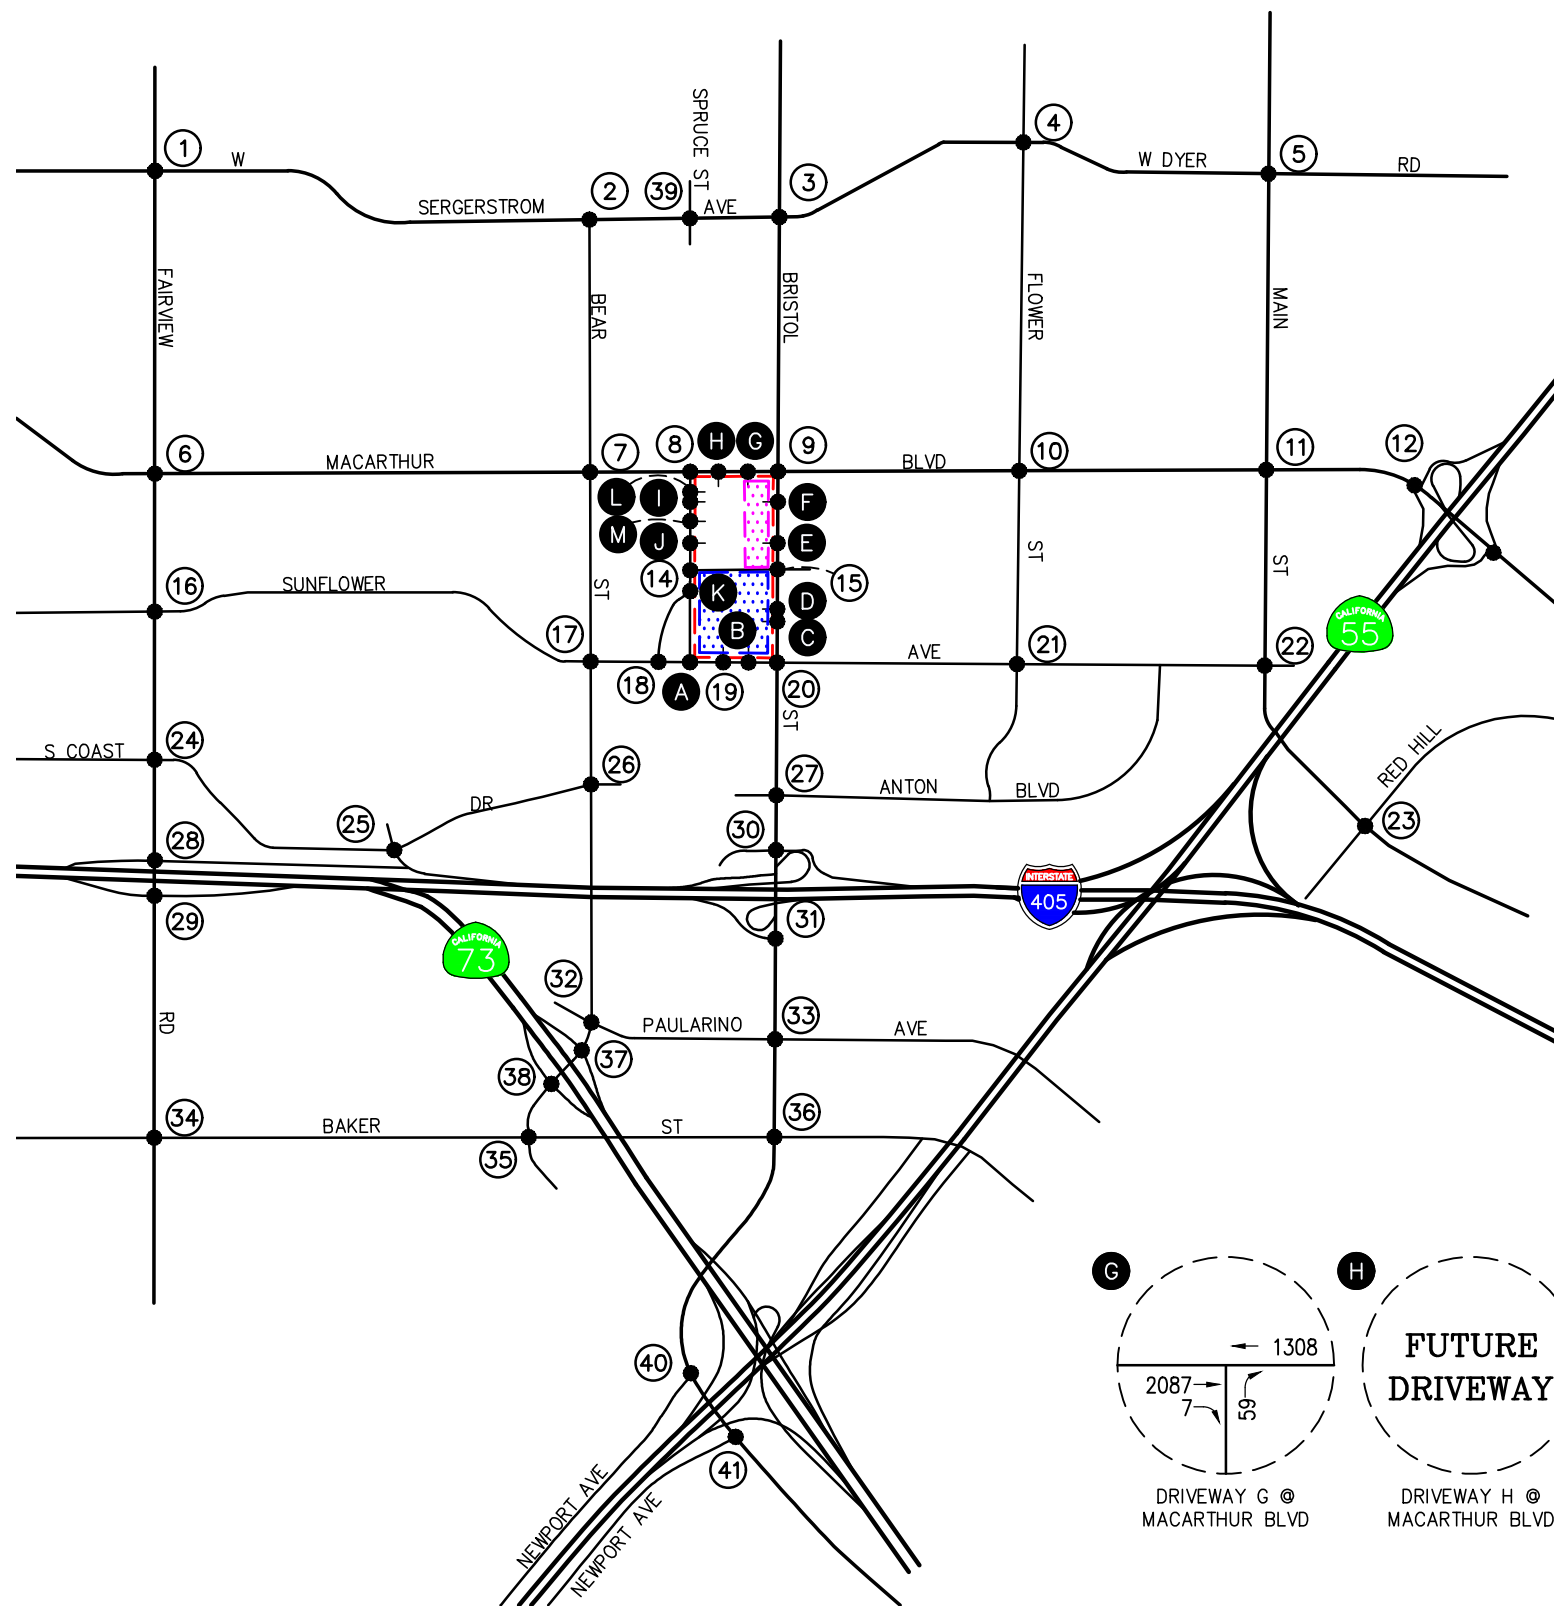 SPRUCE ST
1
W
2
39
SERGERSTROM
AVE
3
4
W DYER
5
RD
FAIRVIEW
BEAR
BRISTOL
FLOWER
MAIN
6
MACARTHUR
7
8
H
G
9
BLVD
10
11
12
L
I
F
M
J
E
16
SUNFLOWER
ST
14
K
15
ST
ST
CALIFORNIA
55
17
B
D
C
AVE
21
22
18
A
19
20
ST
24
S COAST
26
27
ANTON
BLVD
RED HILL
DR
25
30
23
28
INTERSTATE
405
29
31
CALIFORNIA
73
32
RD
PAULARINO
33
AVE
37
38
34
BAKER
ST
36
35
40
41
NEWPORT AVE
NEWPORT AVE
G
1308
2087
7
59
DRIVEWAY G @
MACARTHUR BLVD
H
FUTURE
DRIVEWAY
DRIVEWAY H @
MACARTHUR BLVD